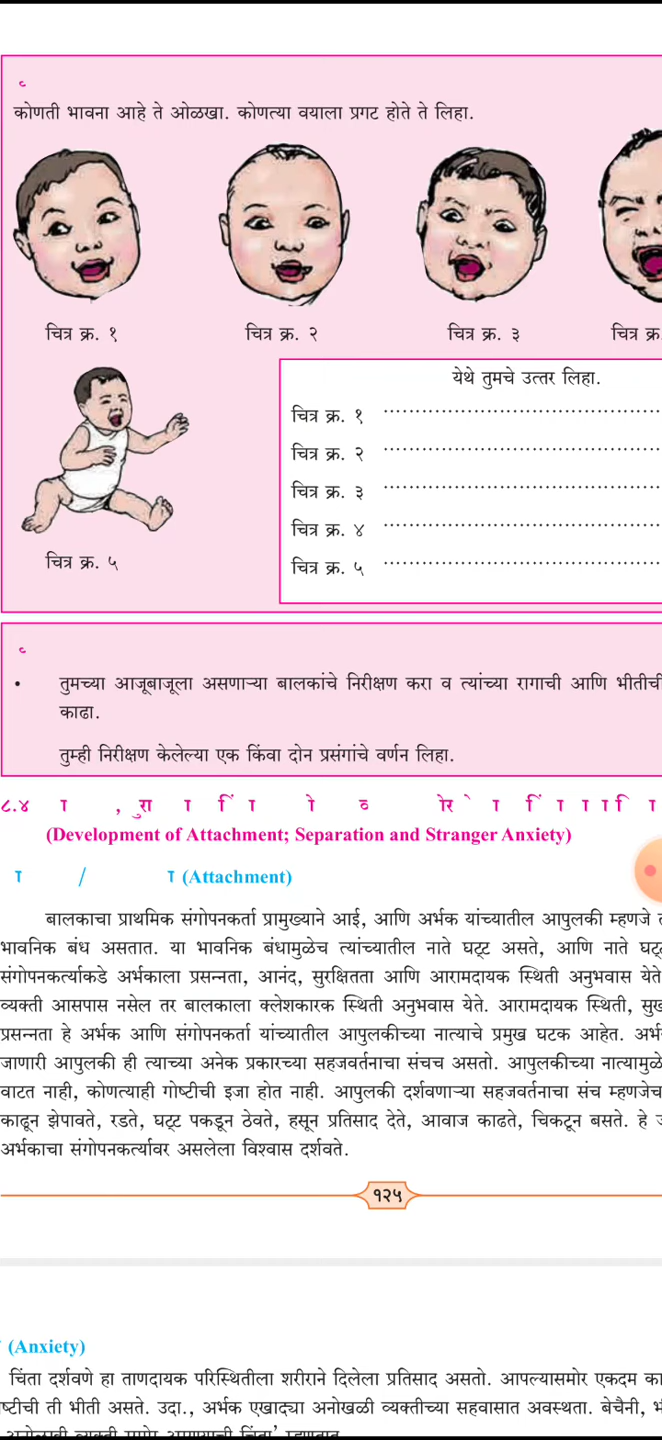 कोणती भावना आहे ते ओळखा. कोणत्या वयाला प्रगट होते ते लिहा.
चित्र क्र. १ चित्र क्र. २ चित्र क्र. ३ चित्र क्र
येथे तुमचे उत्तर लिहा.
चित्र क्र. १
चित्र क्र. २
चित्र क्र. ३
चित्र क्र. ४
चित्र क्र. ५
चित्र क्र. ५
• तुमच्या आजूबाजूला असणाऱ्या बालकांचे निरीक्षण करा व त्यांच्या रागाची आणि भीतीची
काढा.
तुम्ही निरीक्षण केलेल्या एक किंवा दोन प्रसंगांचे वर्णन लिहा.
८.४
(Development of Attachment; Separation and Stranger Anxiety)
/ (Attachment)
बालकाचा प्राथमिक संगोपनकर्ता प्रामुख्याने आई, आणि अर्भक यांच्यातील आपुलकी म्हणजे
भावनिक बंध असतात. या भावनिक बंधामुळेच त्यांच्यातील नाते घट्ट असते, आणि नाते
संगोपनकर्त्याकडे अर्भकाला प्रसन्नता, आनंद, सुरक्षितता आणि आरामदायक स्थिती अनुभवास येते
व्यक्ती आसपास नसेल तर बालकाला क्लेशकारक स्थिती अनुभवास येते. आरामदायक स्थिती,
प्रसन्नता हे अर्भक आणि संगोपनकर्ता यांच्यातील आपुलकीच्या नात्याचे प्रमुख घटक आहेत.
जाणारी आपुलकी ही त्याच्या अनेक प्रकारच्या सहजवर्तनाचा संचच असतो. आपुलकीच्या नात्यामुळे
वाटत नाही, कोणत्याही गोष्टीची इजा होत नाही. आपुलकी दर्शवणाऱ्या सहजवर्तनाचा संच म्हणजेच
काढून झेपावते, रडते, घट्ट पकडून ठेवते, हसून प्रतिसाद देते, आवाज काढते, चिकटून बसते. हे
अर्भकाचा संगोपनकर्त्यावर असलेला विश्वास दर्शवते.
१२५
(Anxiety)
चिंता दर्शवणे हा ताणदायक परिस्थितीला शरीराने दिलेला प्रतिसाद असतो. आपल्यासमोर एकदम
ष्टीची ती भीती असते. उदा., अर्भक एखाद्या अनोखळी व्यक्तीच्या सहवासात अवस्थता. बेचैनी,